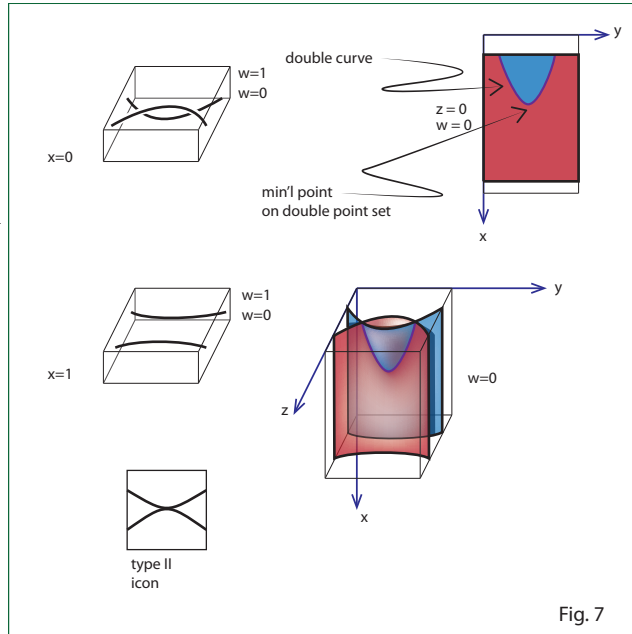 w=1
w=0
x=0
double curve
z=0
w = 0
min'l point
on double point set
y
x
w=1
w=0
x=1
y
w=0
z
x
type II
icon
Fig. 7